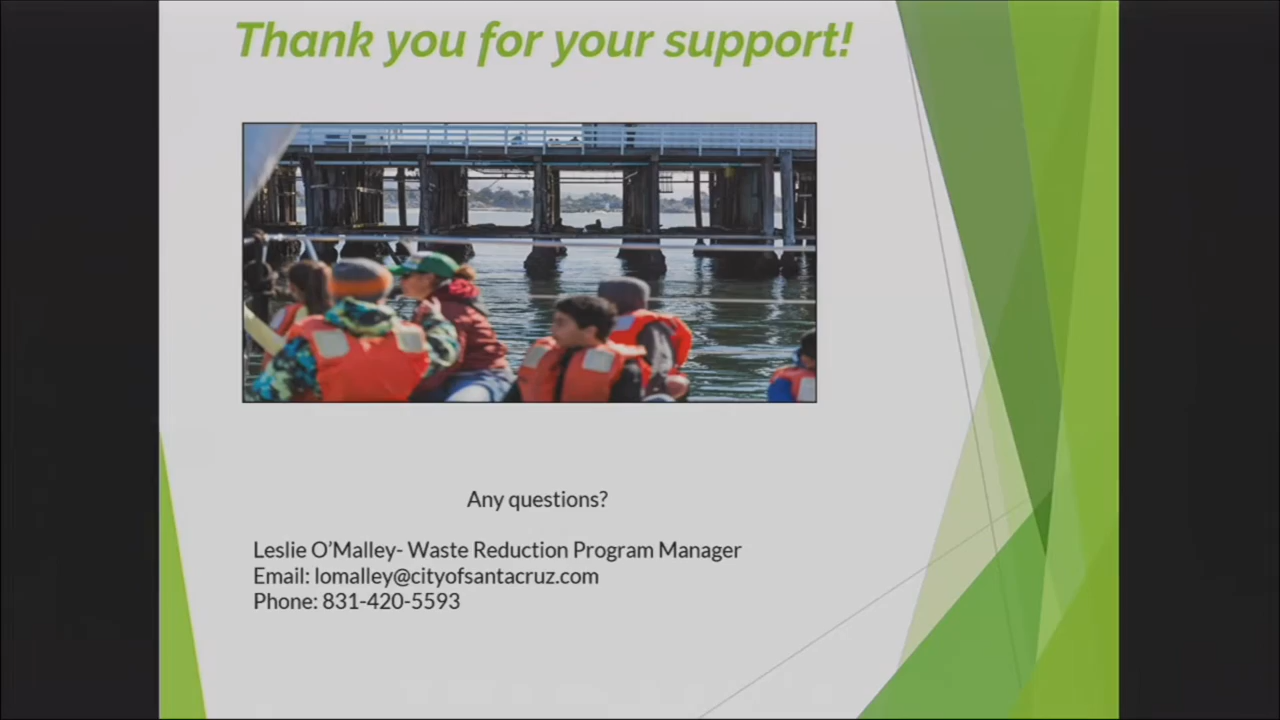 Thank you for your support!
Any questions?
Leslie O’Malley- Waste Reduction Program Manager
Email: lomalley@cityofsantacruz.com
Phone: 831-420-5593